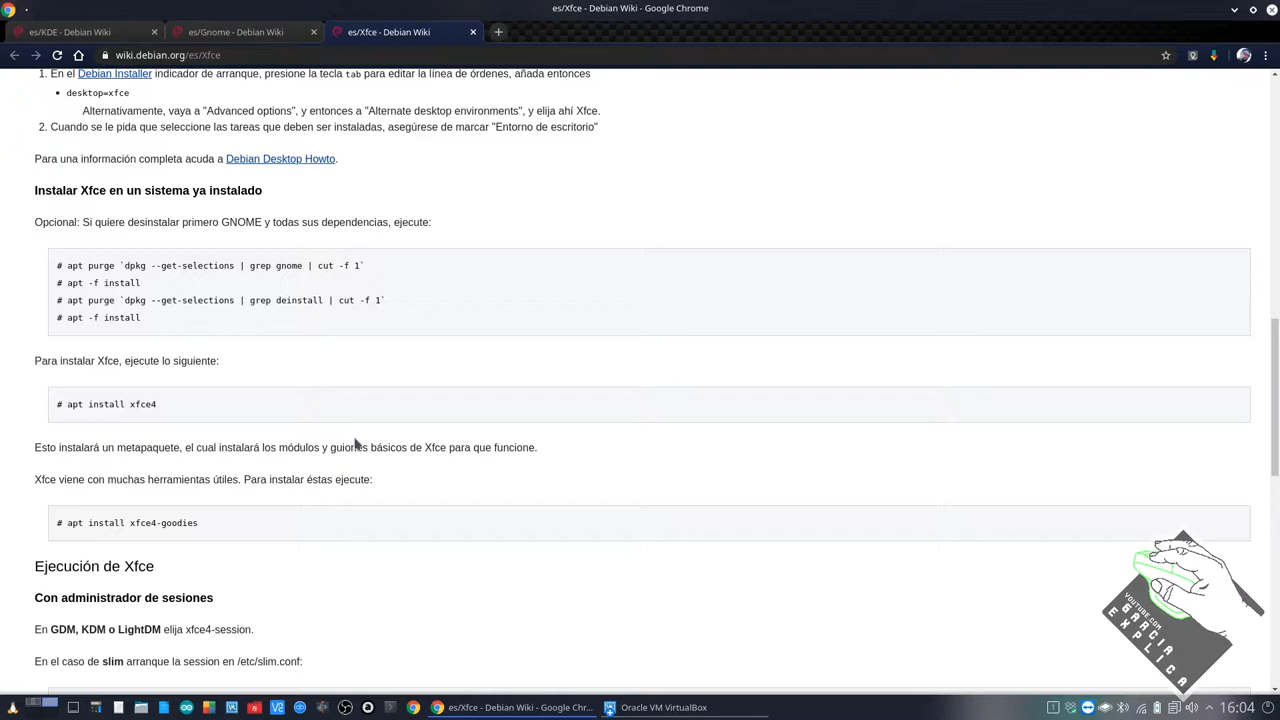 es/Xfce - Debian Wiki - Google Chrome
es/KDE - Debian Wiki
es/Gnome - Debian Wiki
es/Xfce - Debian Wiki
wiki.debian.org/es/Xfce
1. En el Debian Installer indicador de arranque, presione la tecla tab para editar la línea de órdenes, añada entonces
• desktop=xfce
Alternativamente, vaya a "Advanced options", y entonces a "Alternate desktop environments", y elija ahí Xfce.
2. Cuando se le pida que seleccione las tareas que deben ser instaladas, asegúrese de marcar "Entorno de escritorio"
Para una información completa acuda a Debian Desktop Howto.
Instalar Xfce en un sistema ya instalado
Opcional: Si quiere desinstalar primero GNOME y todas sus dependencias, ejecute:
# apt purge `dpkg --get-selections | grep gnome | cut -f 1`
# apt -f install
# apt purge `dpkg --get-selections | grep deinstall | cut -f 1`
# apt -f install
Para instalar Xfce, ejecute lo siguiente:
# apt install xfce4
Esto instalará un metapaquete, el cual instalará los módulos y guiones básicos de Xfce para que funcione.
Xfce viene con muchas herramientas útiles. Para instalar éstas ejecute:
# apt install xfce4-goodies
Ejecución de Xfce
Con administrador de sesiones
En GDM, KDM o LightDM elija xfce4-session.
En el caso de slim arranque la session en /etc/slim.conf:
YOUTUBE.COM
GARCIA
EXPLICA
es/Xfce - Debian Wiki - Google Chr...
Oracle VM VirtualBox
16:04